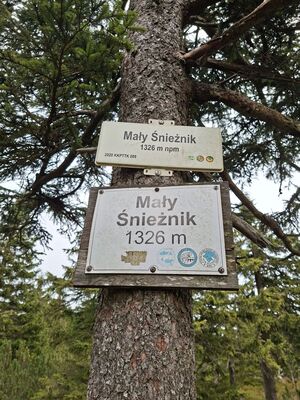 Mały Śnieżnik
1326 m npm
Mały
Śnieżnik
1326 m